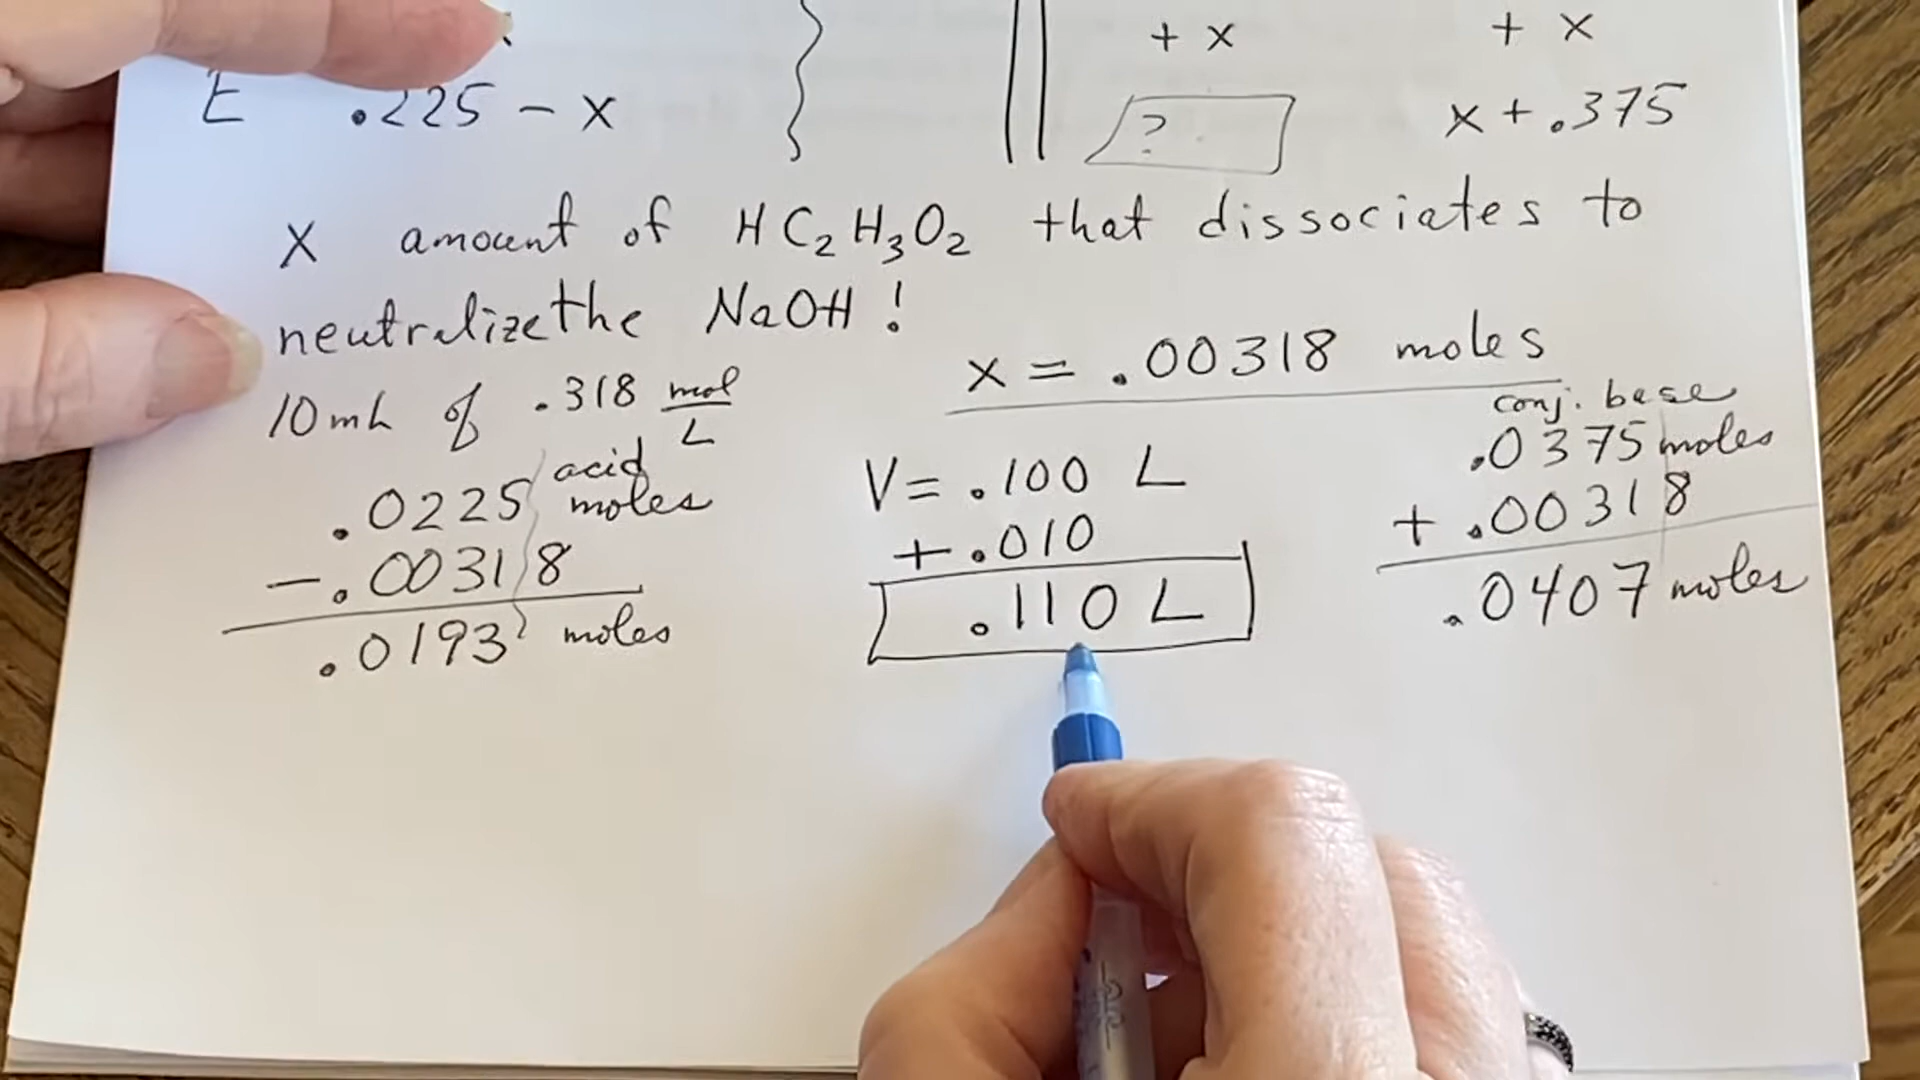 + x + x
E .225 - x ? x + .375
X amount of HC2H3O2 that dissociates to
neutralize the NaOH!
x = .00318 moles
10 mL of .318 mol/L
conj. base
.0375 moles
+ .00318
.0407 moles
acid
.0225 moles
- .00318
.0193 moles
V = .100 L
+ .010
.110 L